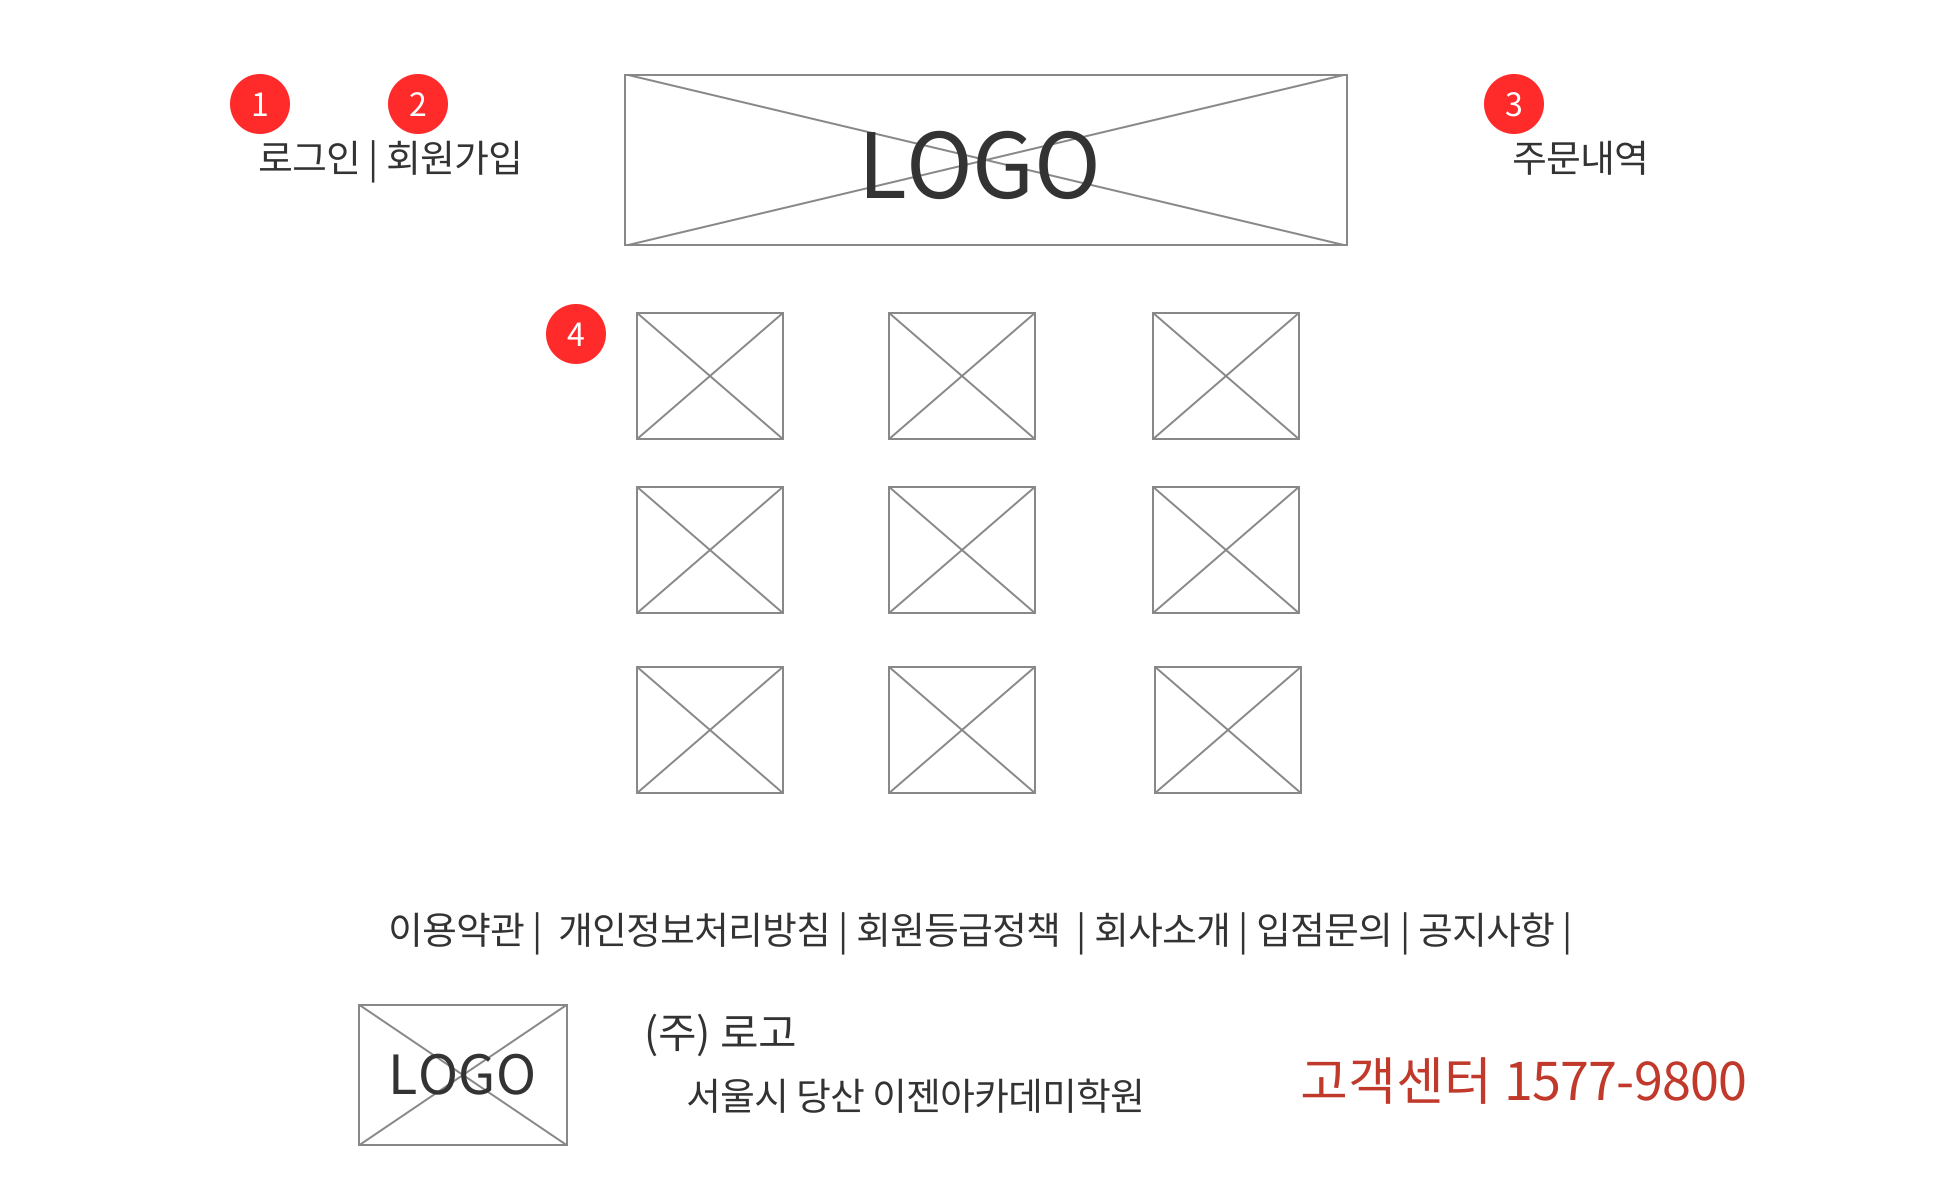 1 2 3
로그인 | 회원가입
LOGO
주문내역
4
이용약관 | 개인정보처리방침 | 회원등급정책 | 회사소개 | 입점문의 | 공지사항 |
LOGO
(주) 로고
서울시 당산 이젠아카데미학원
고객센터 1577-9800